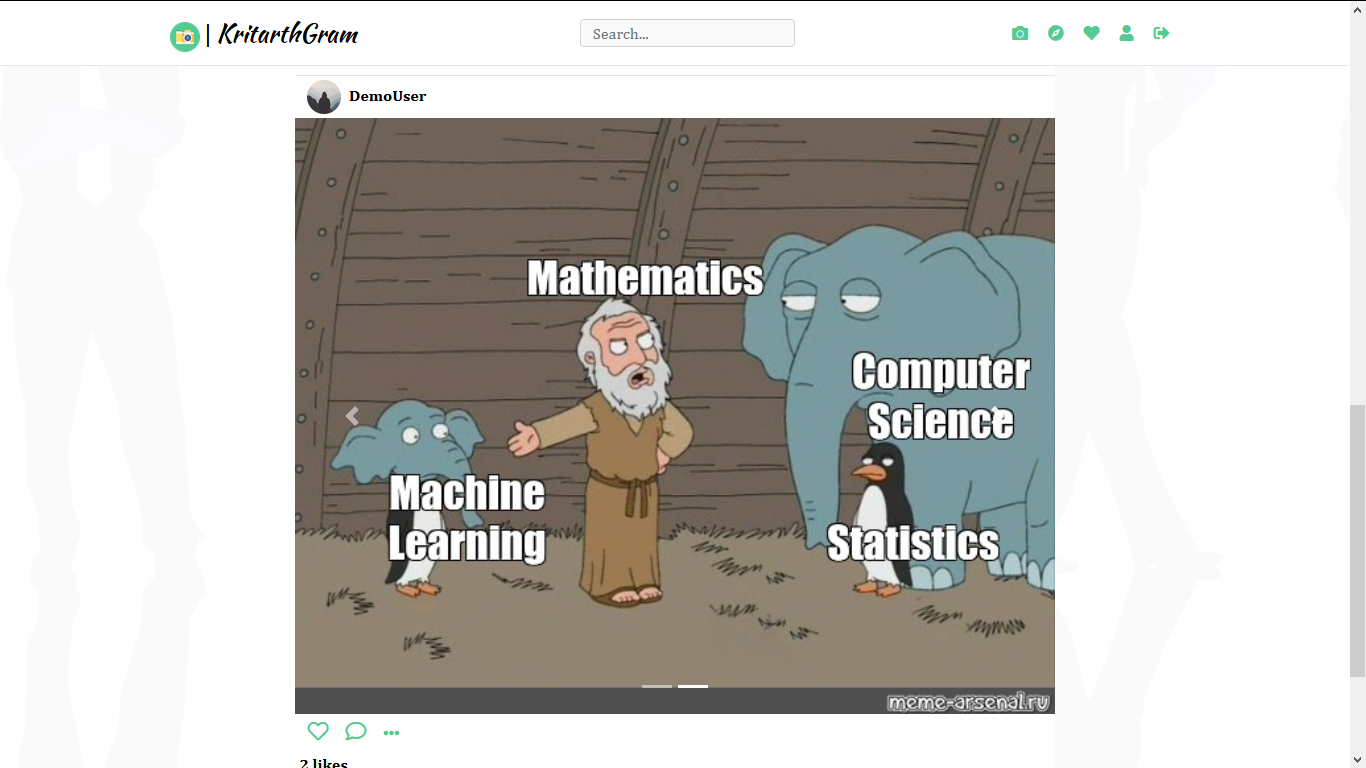 | KritarthGram
Search...
DemoUser
Mathematics
Computer
Science
Machine
Learning
Statistics
meme-arsenal.ru
2 likes